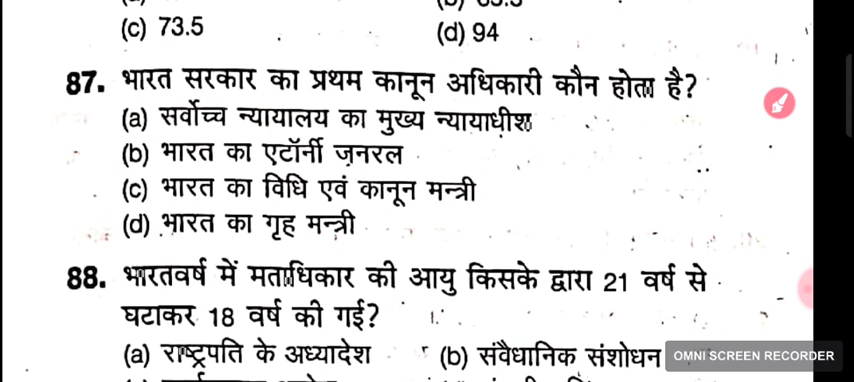 (c) 73.5
(d) 94
87. भारत सरकार का प्रथम कानून अधिकारी कौन होता है?
(a) सर्वोच्च न्यायालय का मुख्य न्यायाधीश
(b) भारत का एटॉर्नी जनरल
(c) भारत का विधि एवं कानून मन्त्री
(d) भारत का गृह मन्त्री
88. भारतवर्ष में मताधिकार की आयु किसके द्वारा 21 वर्ष से
घटाकर 18 वर्ष की गई?
(a) राष्ट्रपति के अध्यादेश (b) संवैधानिक संशोधन
OMNI SCREEN RECORDER